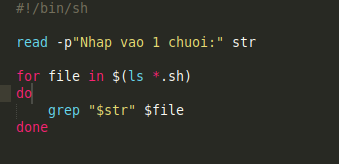 #!/bin/sh
read -p"Nhap vao 1 chuoi:" str
for file in $(ls *.sh)
do
    grep "$str" $file
done